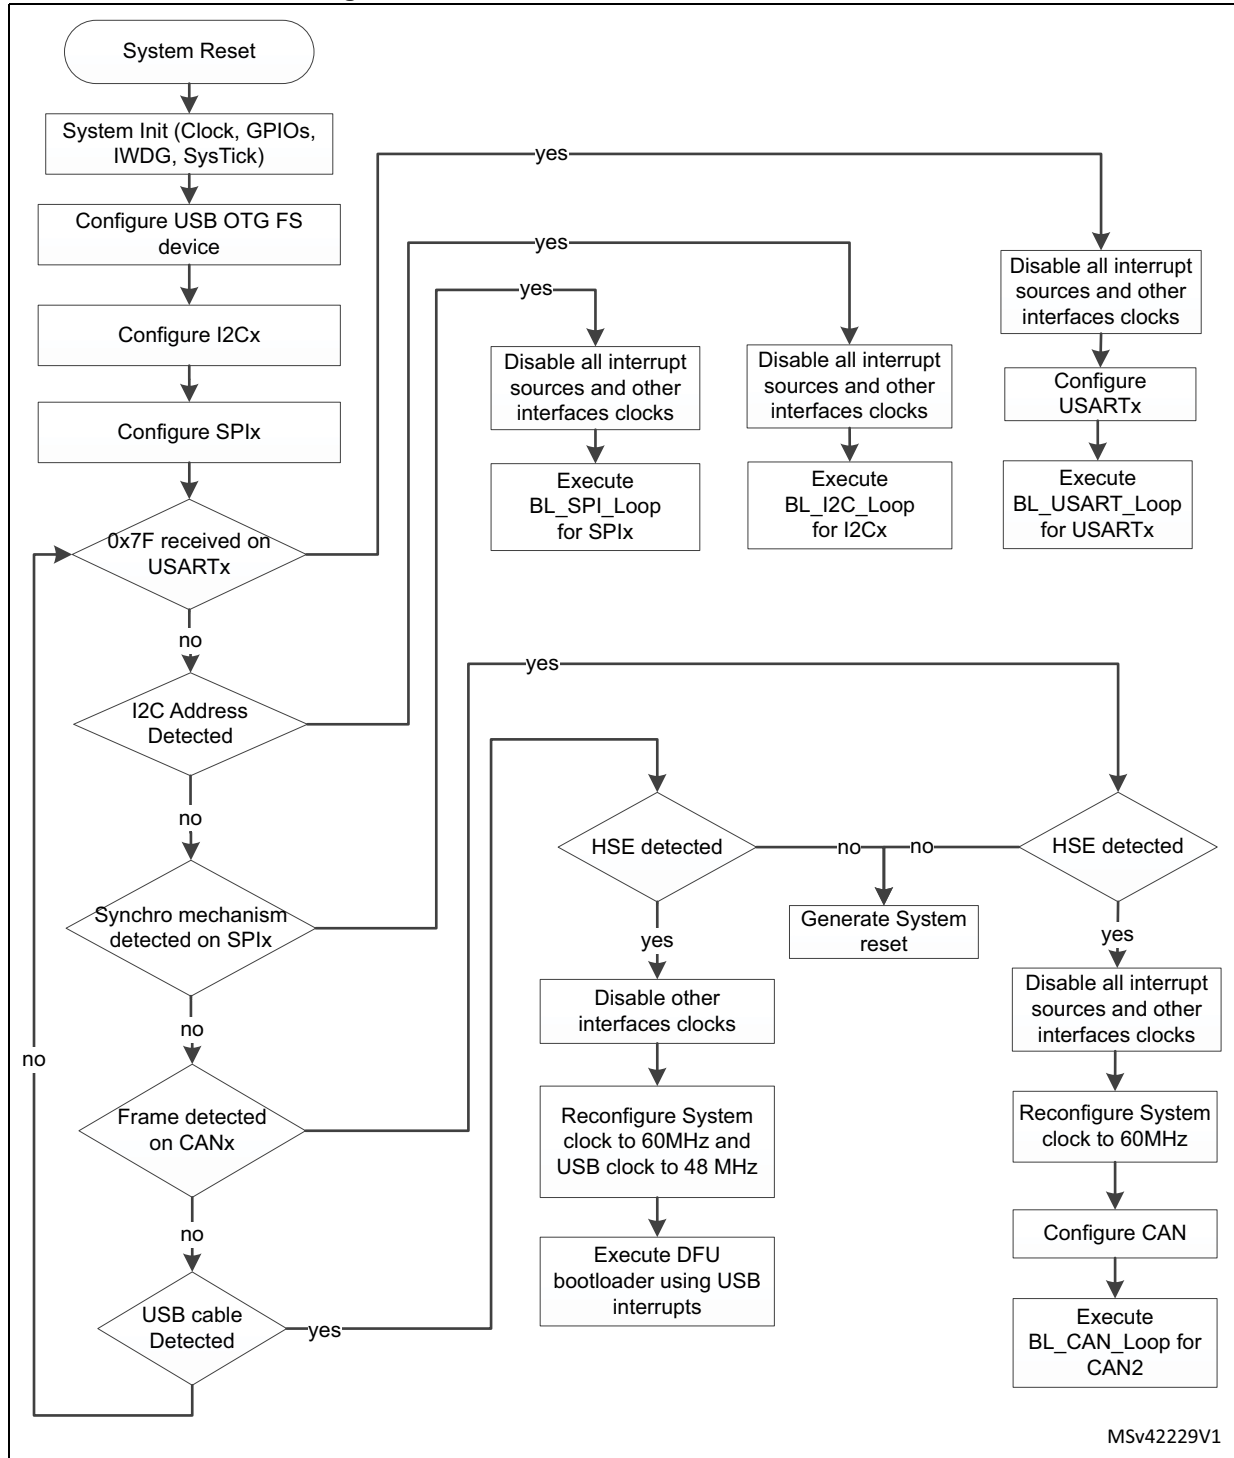 System Reset
System Init (Clock, GPIOs,
IWDG, SysTick)
Configure USB OTG FS
device
Configure I2Cx
Configure SPIx
0x7F received on
USARTx
no
I2C Address
Detected
no
Synchro mechanism
detected on SPIx
no
Frame detected
on CANx
no
USB cable
Detected
yes
no
yes
Disable all interrupt
sources and other
interfaces clocks
Execute
BL_SPI_Loop
for SPIx
yes
Disable all interrupt
sources and other
interfaces clocks
Execute
BL_I2C_Loop
for I2Cx
yes
Disable all interrupt
sources and other
interfaces clocks
Configure
USARTx
Execute
BL_USART_Loop
for USARTx
yes
HSE detected
no
no
HSE detected
Generate System
reset
yes
Disable other
interfaces clocks
Reconfigure System
clock to 60MHz and
USB clock to 48 MHz
Execute DFU
bootloader using USB
interrupts
yes
Disable all interrupt
sources and other
interfaces clocks
Reconfigure System
clock to 60MHz
Configure CAN
Execute
BL_CAN_Loop for
CAN2
MSv42229V1